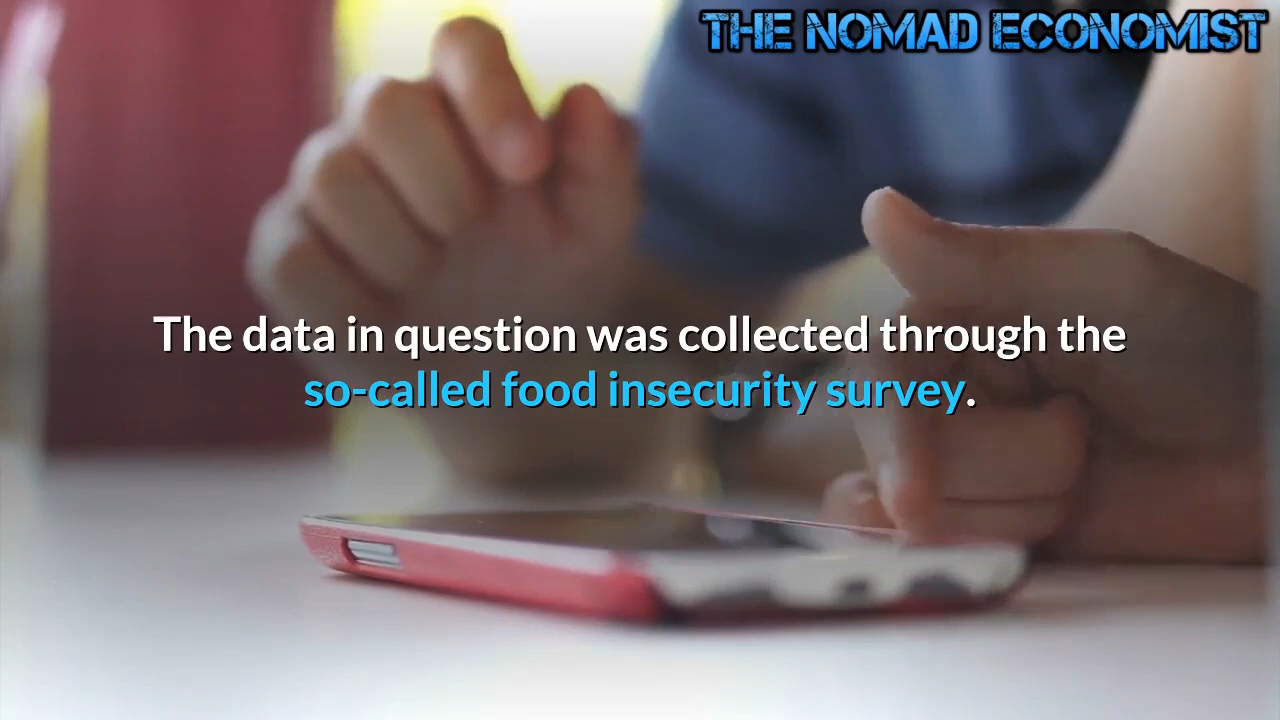 THE NOMAD ECONOMIST
The data in question was collected through the
so-called food insecurity survey.